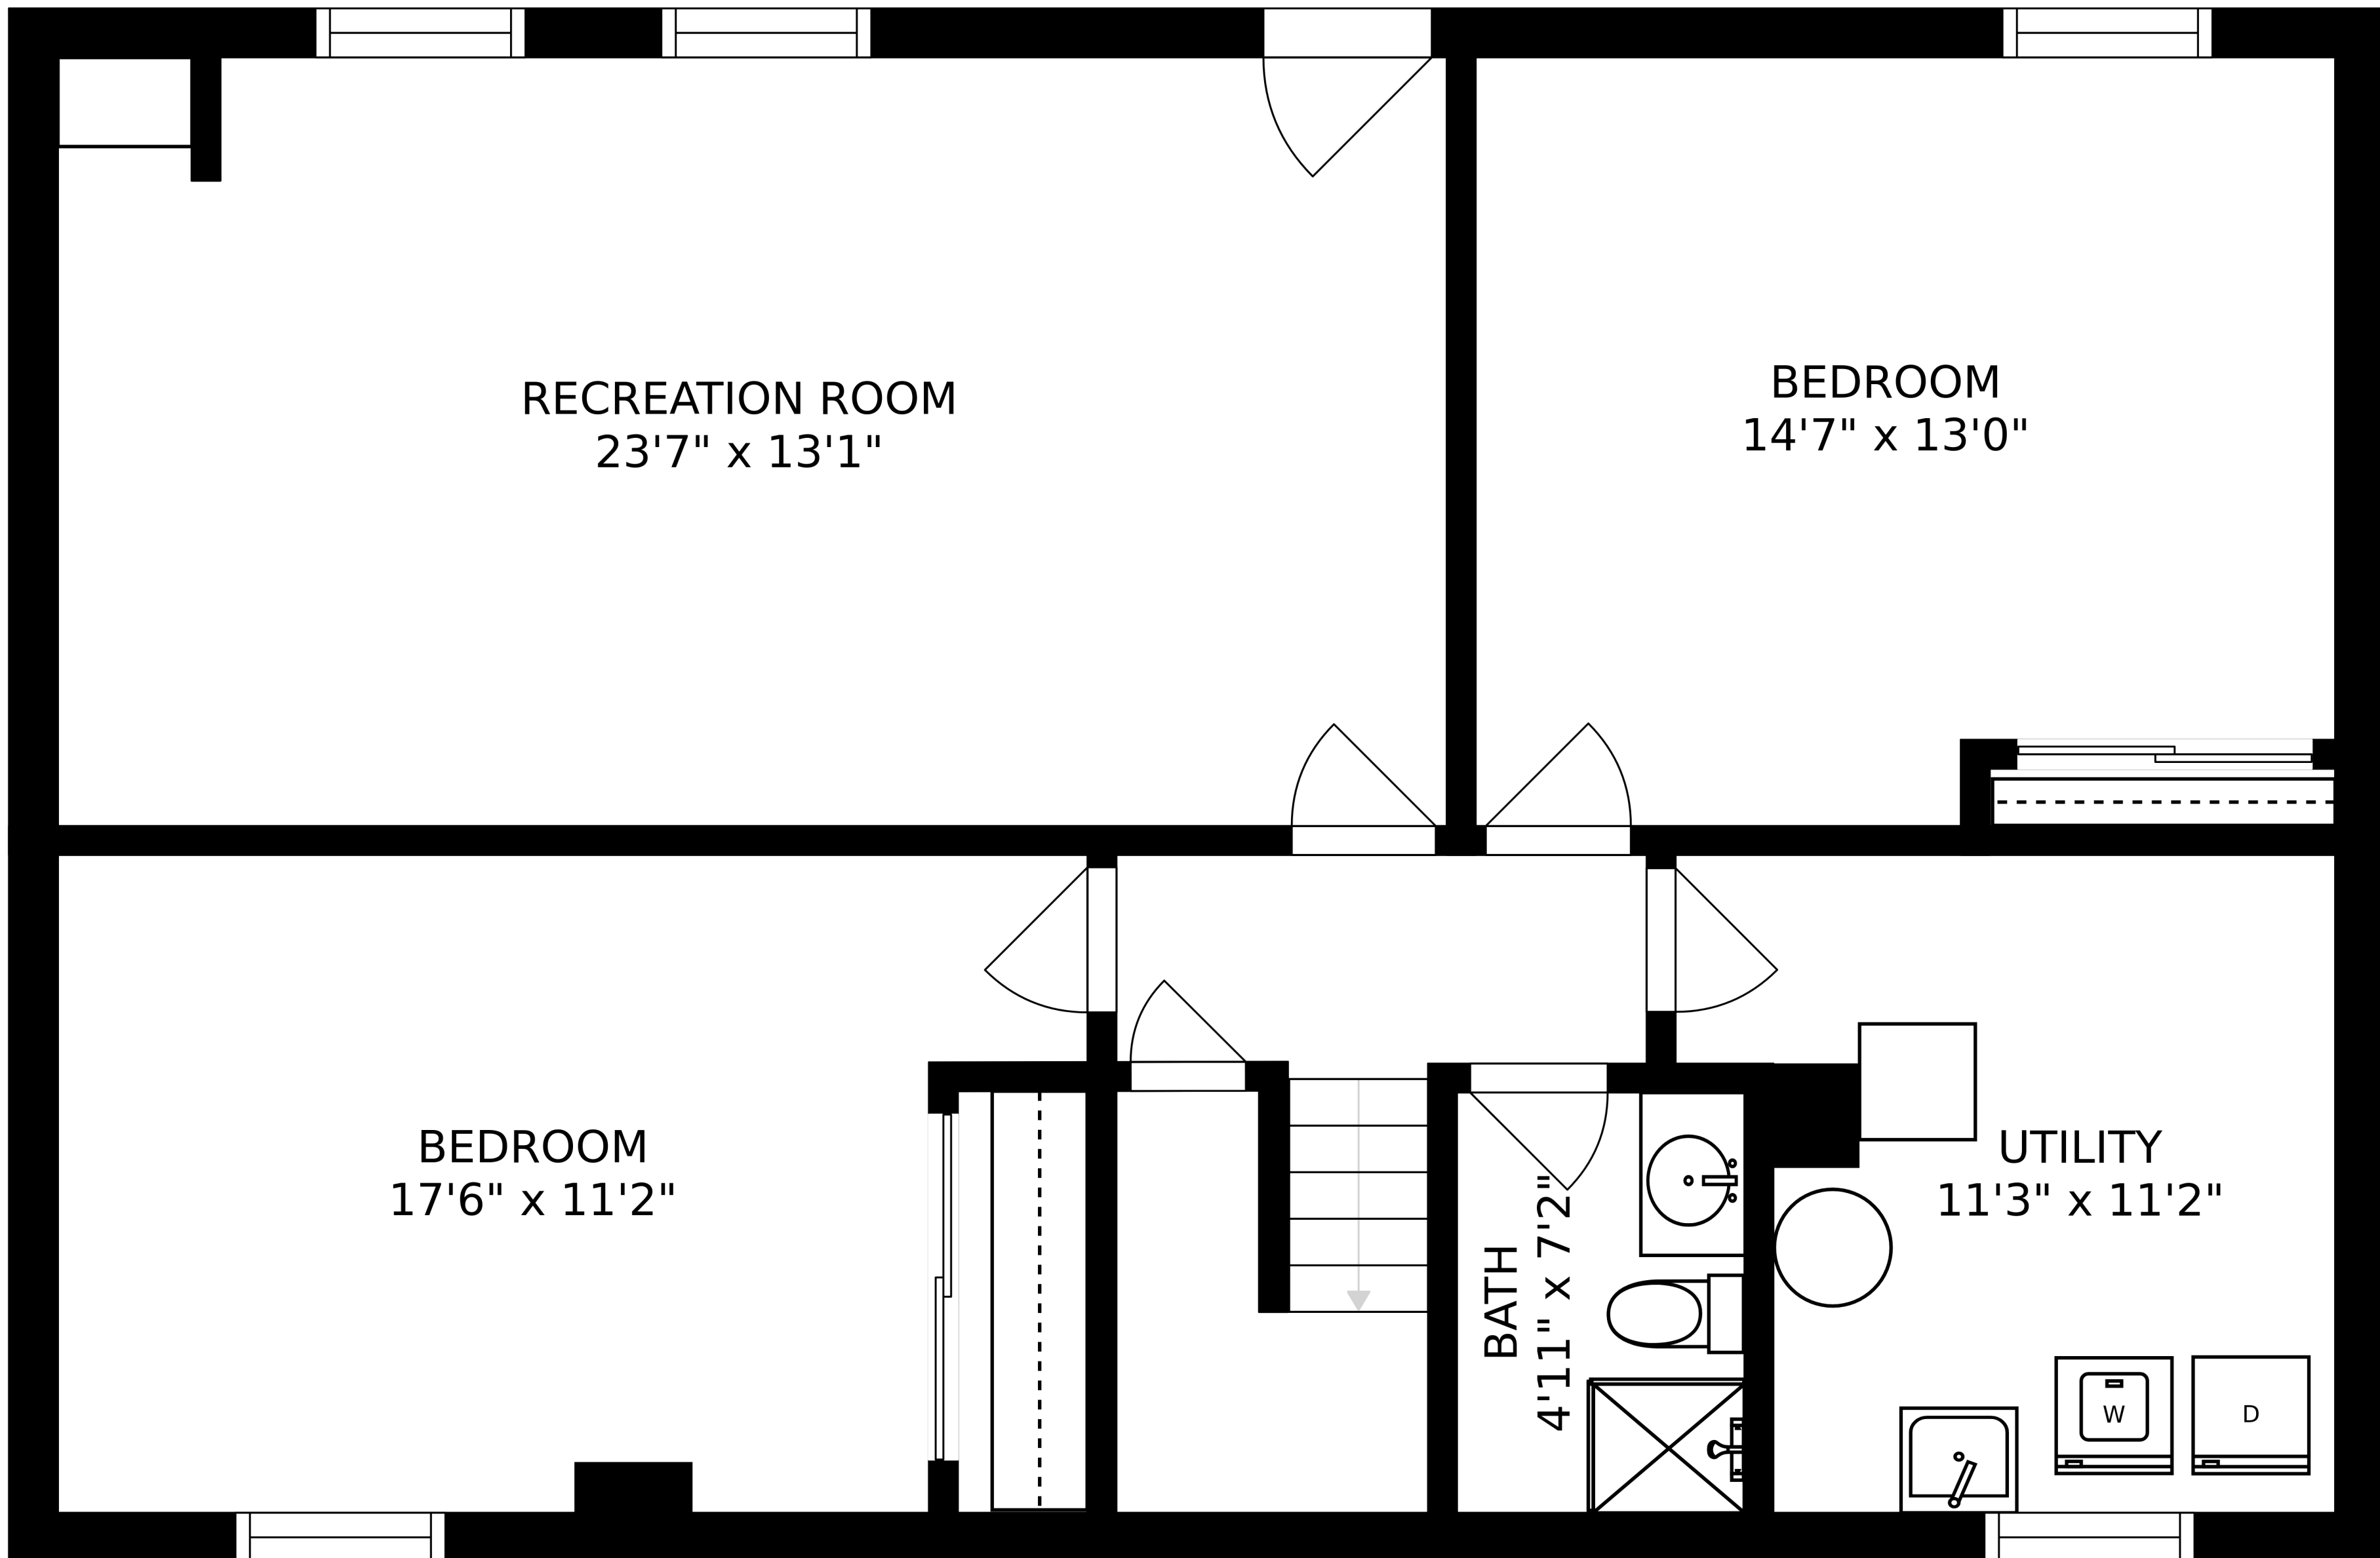 RECREATION ROOM
23'7" x 13'1"
BEDROOM
14'7" x 13'0"
BEDROOM
17'6" x 11'2"
BATH
4'11" x 7'2"
UTILITY
11'3" x 11'2"
W
D